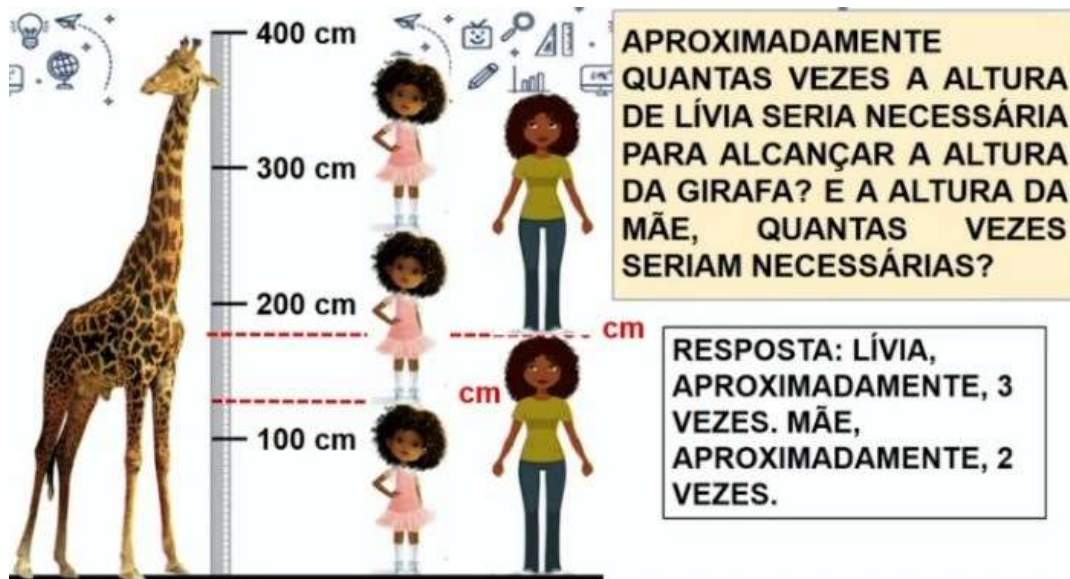 400 cm
300 cm
200 cm
100 cm
cm
cm
APROXIMADAMENTE
QUANTAS VEZES A ALTURA
DE LÍVIA SERIA NECESSÁRIA
PARA ALCANÇAR A ALTURA
DA GIRAFA? E A ALTURA DA
MÃE, QUANTAS VEZES
SERIAM NECESSÁRIAS?
RESPOSTA: LÍVIA,
APROXIMADAMENTE, 3
VEZES. MÃE,
APROXIMADAMENTE, 2
VEZES.